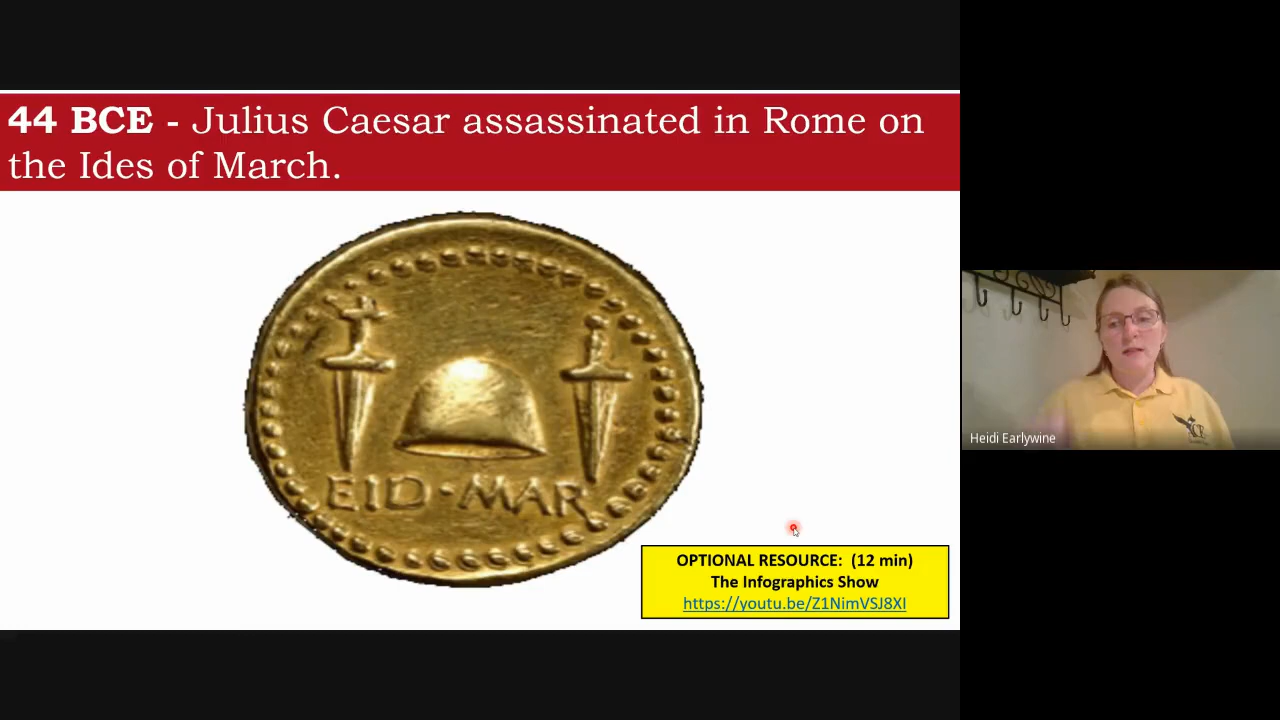 44 BCE - Julius Caesar assassinated in Rome on
the Ides of March.
EID·MAR
OPTIONAL RESOURCE: (12 min)
The Infographics Show
https://youtu.be/Z1NimVSJ8XI
Heidi Earlywine